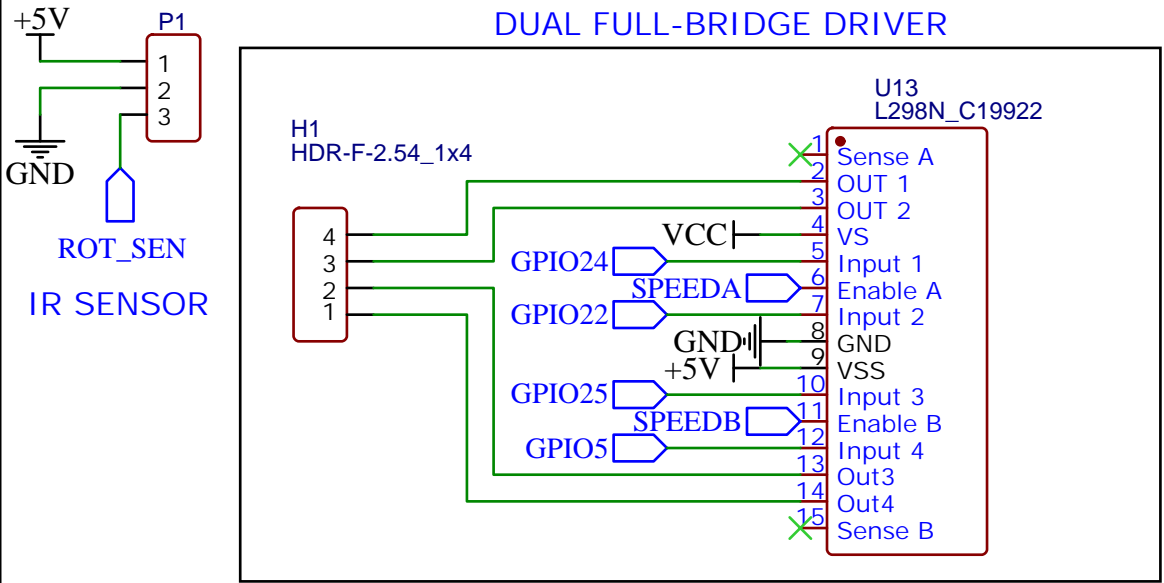 +5V
P1
1
2
3
GND
ROT_SEN
IR SENSOR
DUAL FULL-BRIDGE DRIVER
H1
HDR-F-2.54_1x4
4
3
2
1
U13
L298N_C19922
1 Sense A
2 OUT 1
3 OUT 2
VCC 4 VS
GPIO24 5 Input 1
SPEEDA 6 Enable A
GPIO22 7 Input 2
GND 8 GND
+5V 9 VSS
GPIO25 10 Input 3
SPEEDB 11 Enable B
GPIO5 12 Input 4
13 Out3
14 Out4
15 Sense B